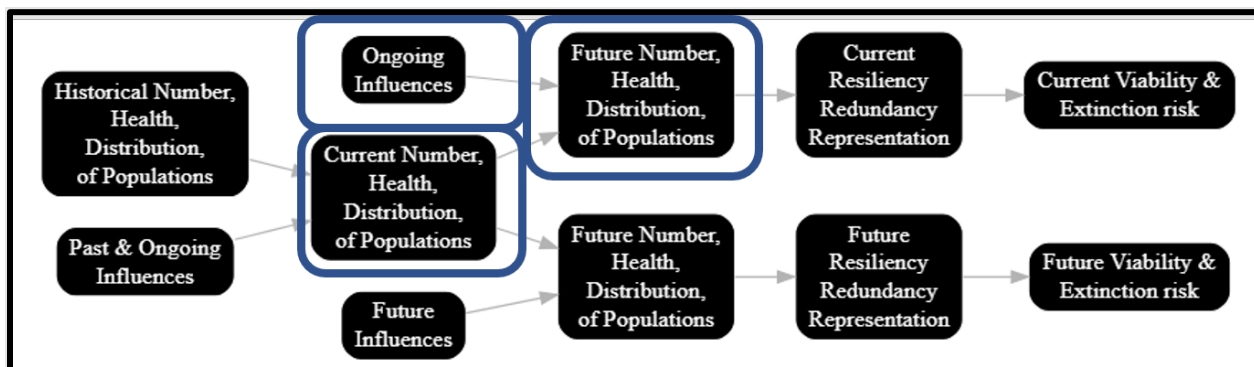 Historical Number,
Health,
Distribution,
of Populations
Past & Ongoing
Influences
Ongoing
Influences
Current Number,
Health,
Distribution,
of Populations
Future
Influences
Future Number,
Health,
Distribution,
of Populations
Future Number,
Health,
Distribution,
of Populations
Current
Resiliency
Redundancy
Representation
Future
Resiliency
Redundancy
Representation
Current Viability &
Extinction risk
Future Viability &
Extinction risk